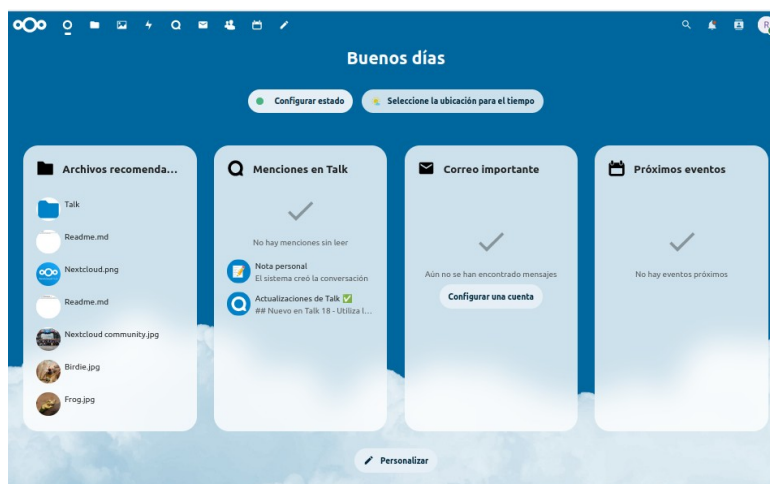 R
Buenos días
Configurar estado
Seleccione la ubicación para el tiempo
Archivos recomenda...
Talk
Readme.md
Nextcloud.png
Readme.md
Nextcloud community.jpg
Birdie.jpg
Frog.jpg
Menciones en Talk
No hay menciones sin leer
Nota personal
El sistema creó la conversación
Actualizaciones de Talk ✅
## Nuevo en Talk 18 - Utiliza l...
Correo importante
Aún no se han encontrado mensajes
Configurar una cuenta
Próximos eventos
No hay eventos próximos
Personalizar